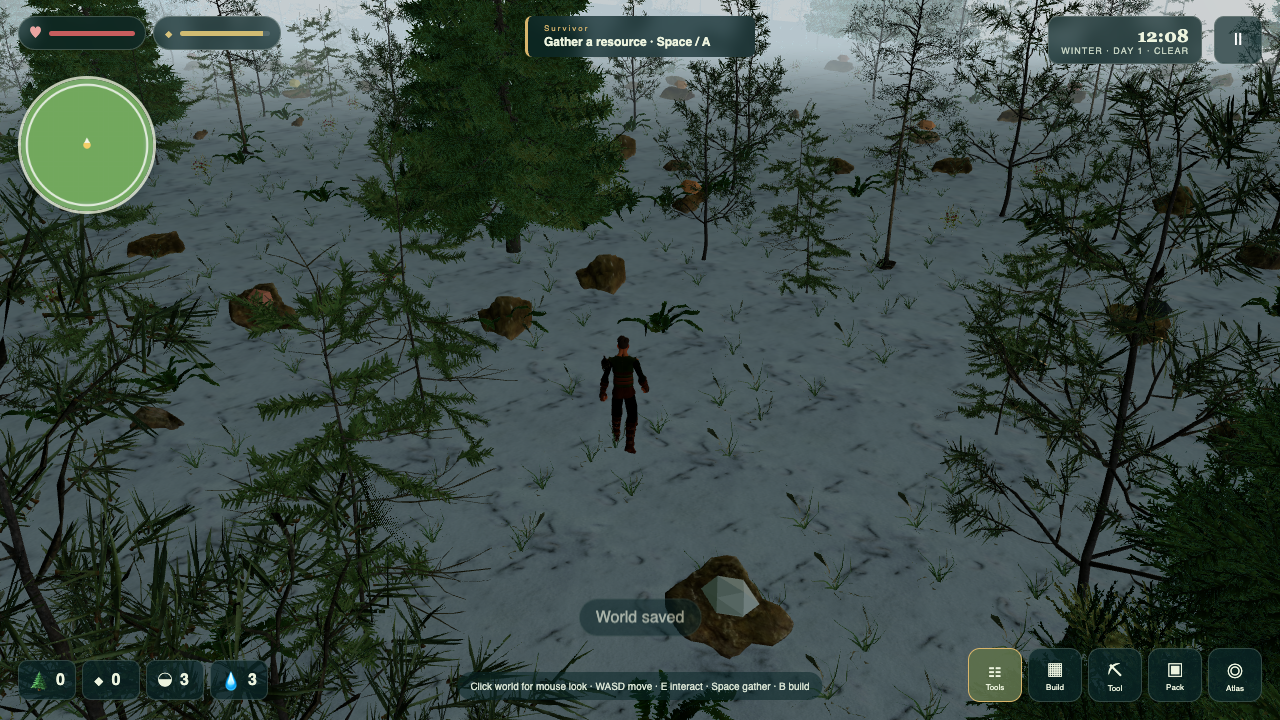 Survivor
Gather a resource · Space / A
12:08
WINTER · DAY 1 · CLEAR
World saved
0
0
3
3
Click world for mouse look · WASD move · E interact · Space gather · B build
Tools
Build
Tool
Pack
Atlas